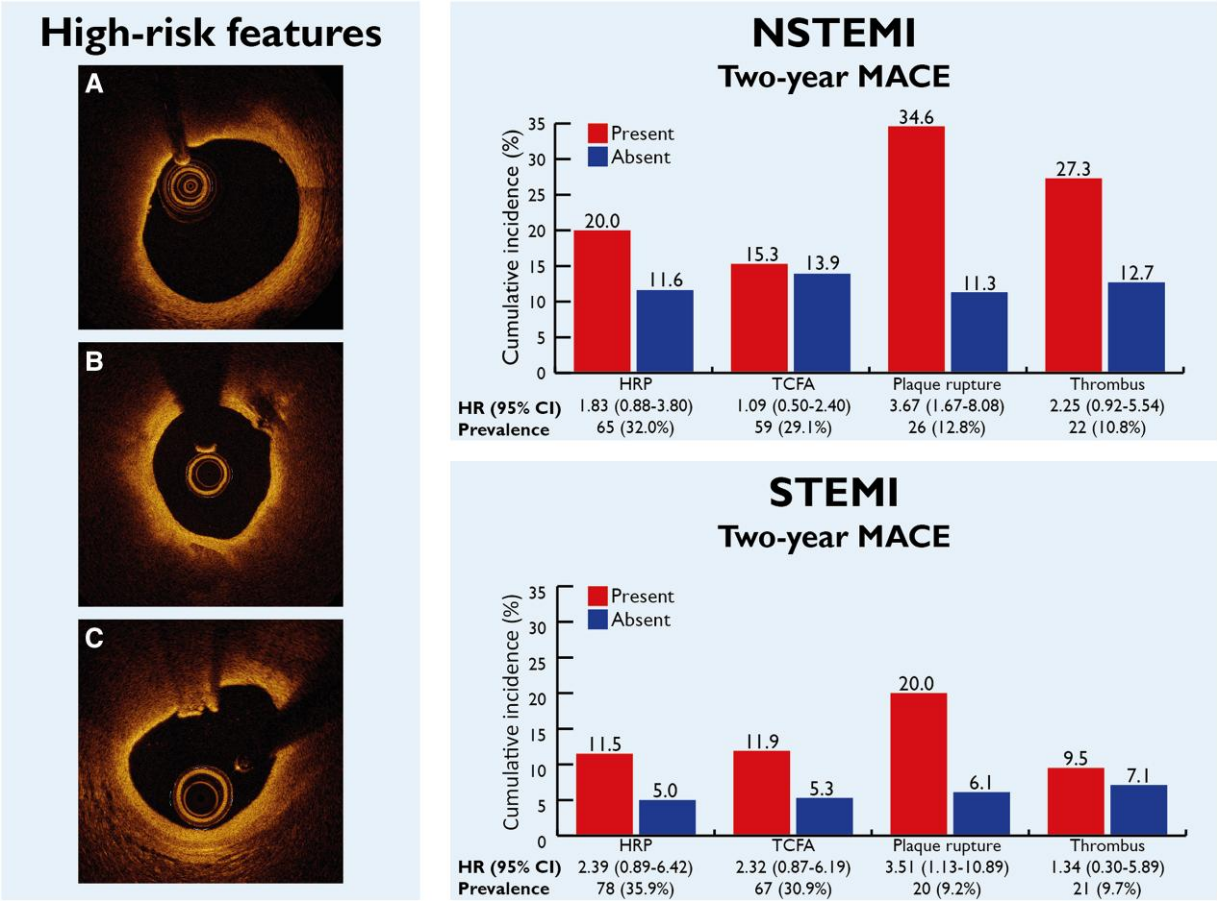 High-risk features
A
B
C
NSTEMI
Two-year MACE
Cumulative incidence (%)
35
30
25
20
15
10
5
0
Present
Absent
20.0
11.6
15.3
13.9
34.6
11.3
27.3
12.7
HRP TCFA Plaque rupture Thrombus
HR (95% CI) 1.83 (0.88-3.80) 1.09 (0.50-2.40) 3.67 (1.67-8.08) 2.25 (0.92-5.54)
Prevalence 65 (32.0%) 59 (29.1%) 26 (12.8%) 22 (10.8%)
STEMI
Two-year MACE
Cumulative incidence (%)
35
30
25
20
15
10
5
0
Present
Absent
11.5
5.0
11.9
5.3
20.0
6.1
9.5
7.1
HRP TCFA Plaque rupture Thrombus
HR (95% CI) 2.39 (0.89-6.42) 2.32 (0.87-6.19) 3.51 (1.13-10.89) 1.34 (0.30-5.89)
Prevalence 78 (35.9%) 67 (30.9%) 20 (9.2%) 21 (9.7%)